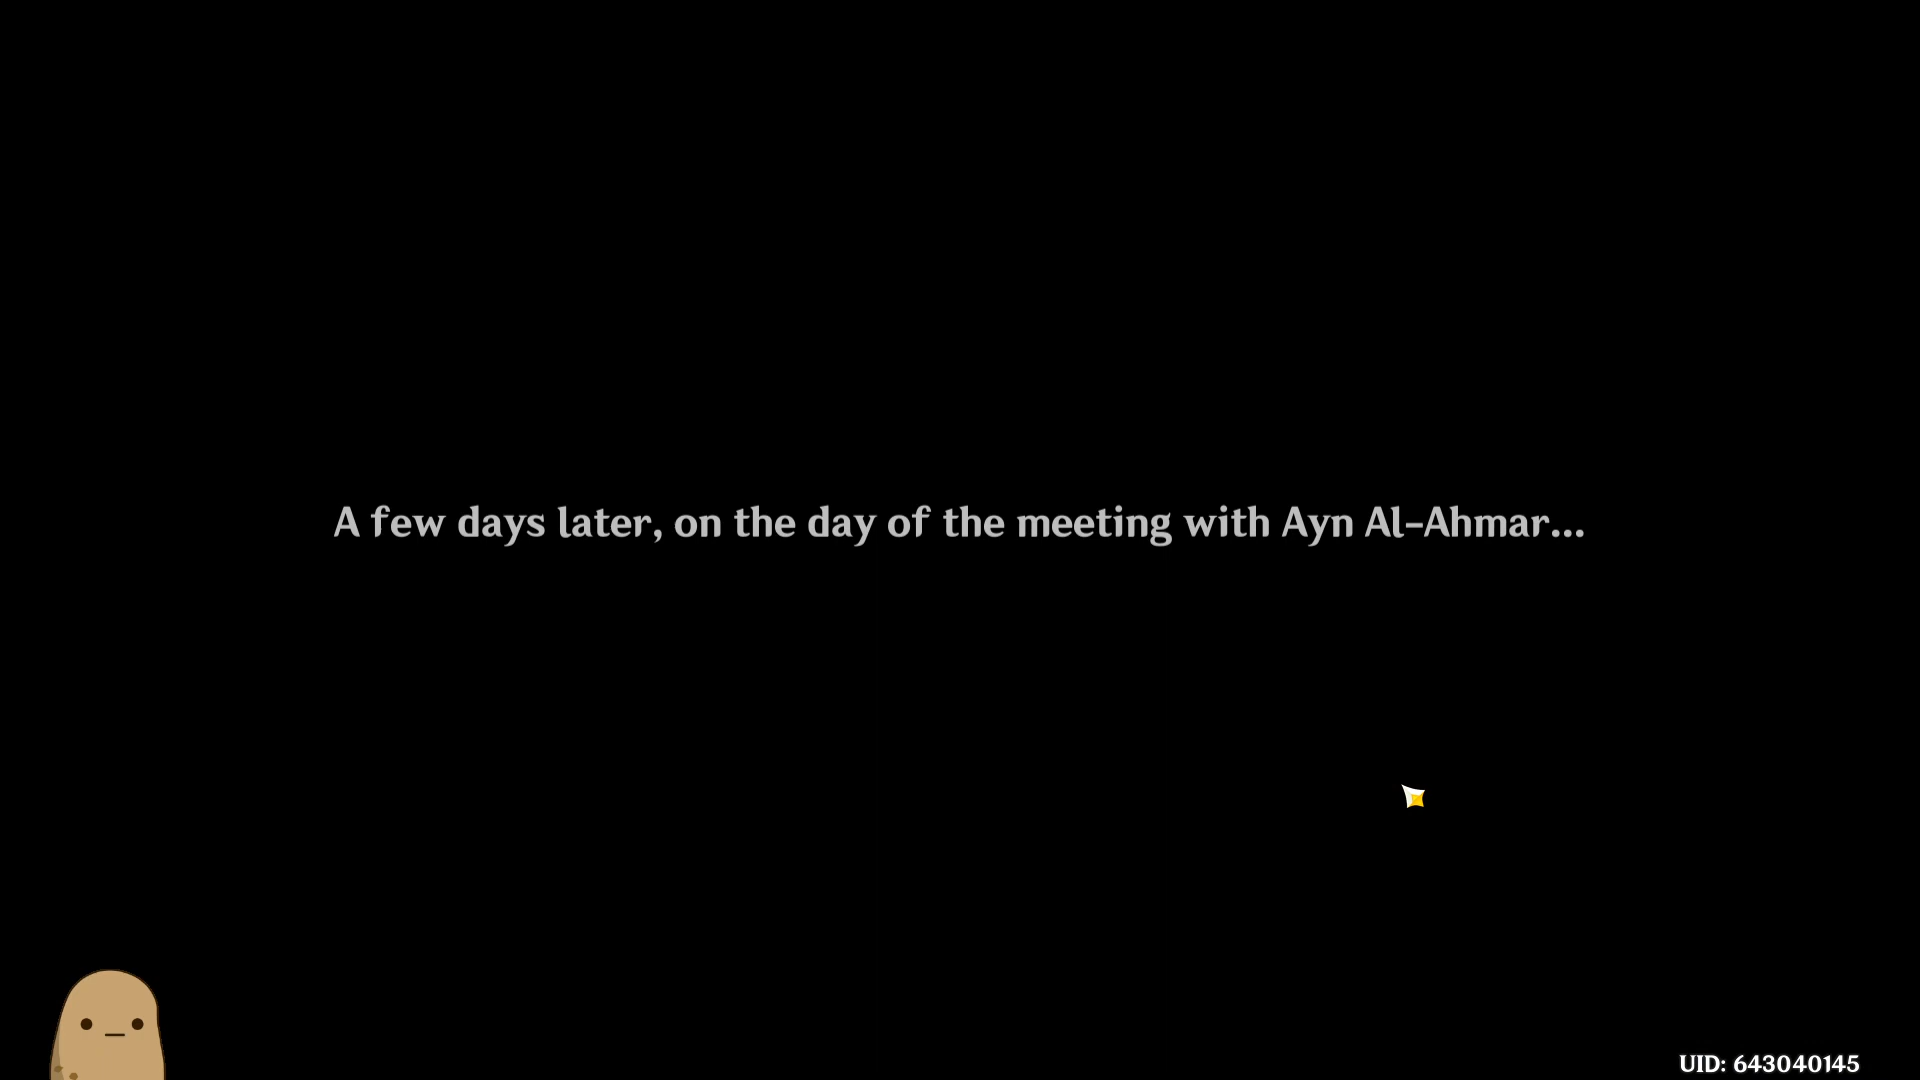 A few days later, on the day of the meeting with Ayn Al-Ahmar...
UID: 643040145